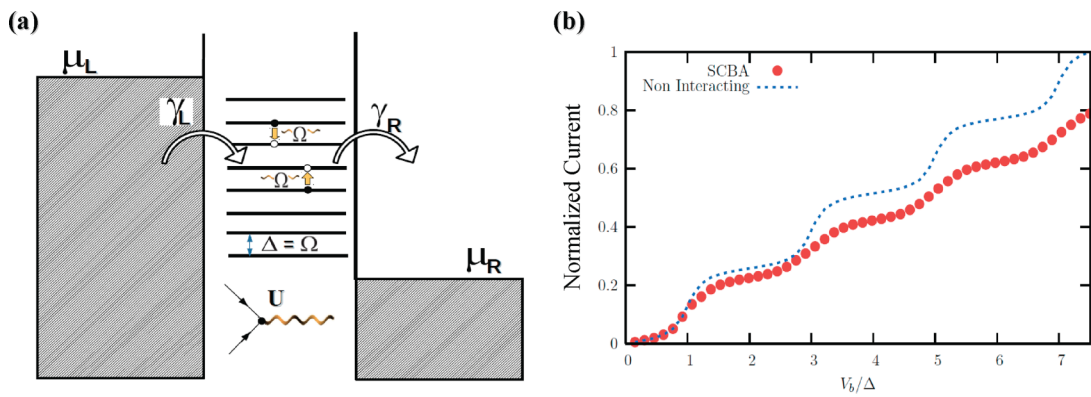 (a)
μL
γL
γR
Ω
Ω
Δ = Ω
μR
U
(b)
1
0.8
0.6
0.4
0.2
0
SCBA
Non Interacting
Normalized Current
0 1 2 3 4 5 6 7
Vb/Δ